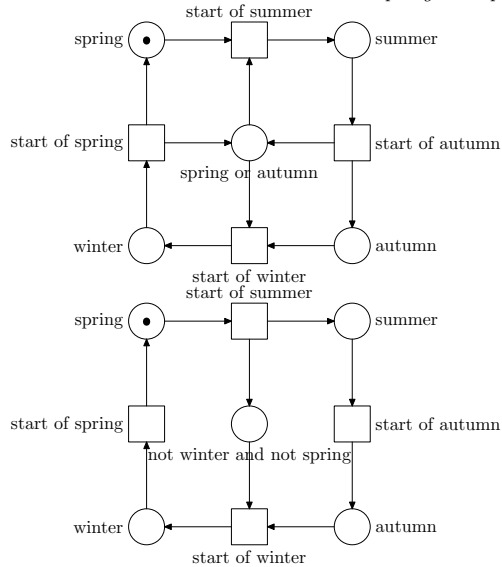 start of summer
spring
summer
start of spring
start of autumn
spring or autumn
winter
autumn
start of winter
start of summer
spring
summer
start of spring
start of autumn
not winter and not spring
winter
autumn
start of winter